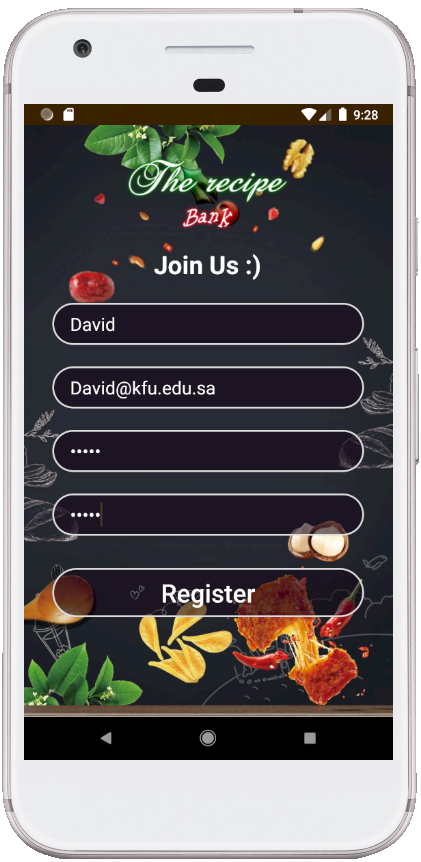 9:28
The recipe
Bank
Join Us :)
David
David@kfu.edu.sa
•••••
•••••
Register